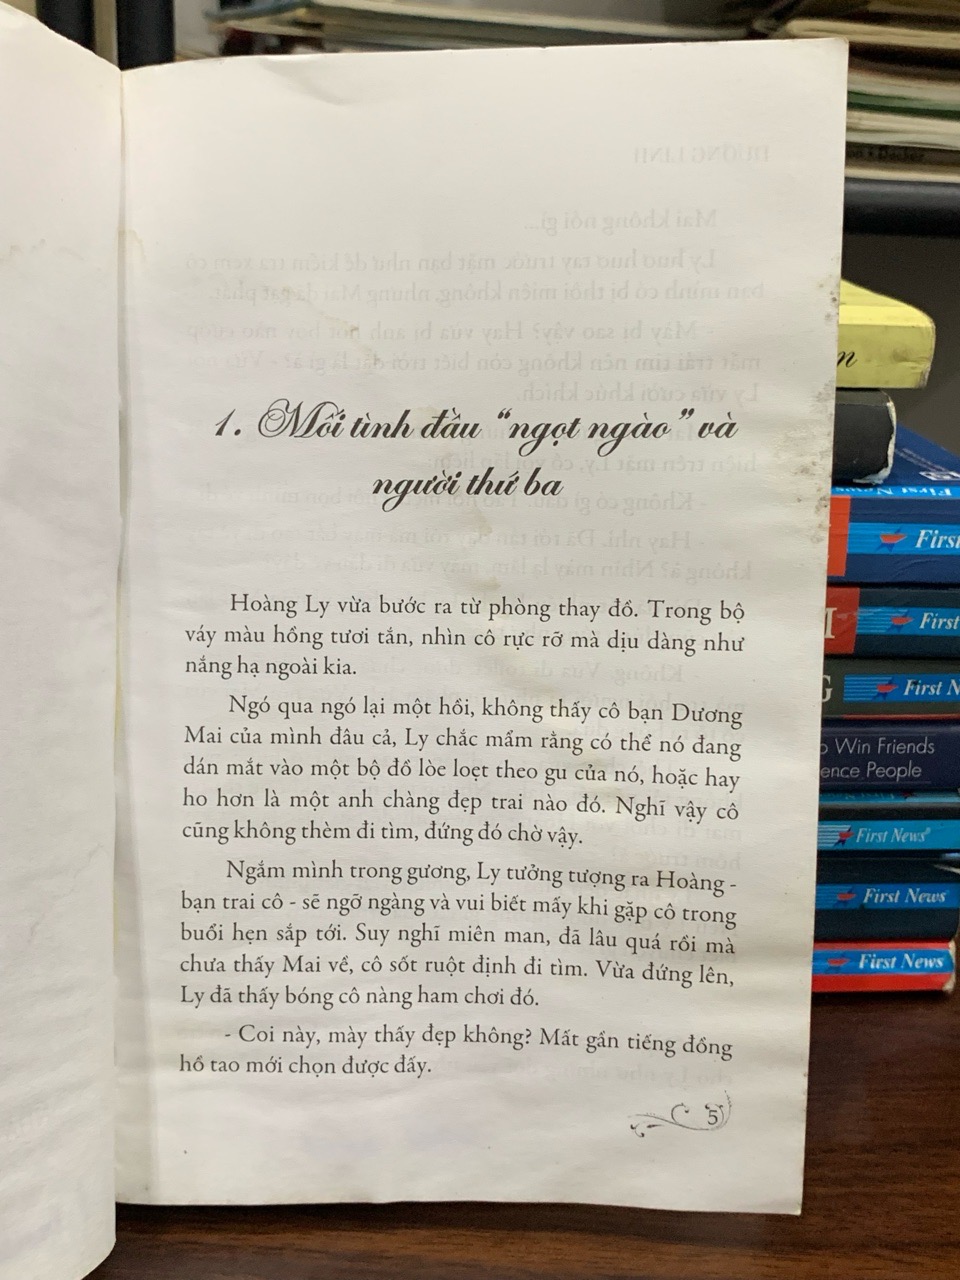 1. Mối tình đầu “ngọt ngào” và
người thứ ba
Hoàng Ly vừa bước ra từ phòng thay đồ. Trong bộ
váy màu hồng tươi tắn, nhìn cô rực rỡ mà dịu dàng như
nắng hạ ngoài kia.
Ngó qua ngó lại một hồi, không thấy cô bạn Dương
Mai của mình đâu cả, Ly chắc mẩm rằng có thể nó đang
dán mắt vào một bộ đồ lòe loẹt theo gu của nó, hoặc hay
ho hơn là một anh chàng đẹp trai nào đó. Nghĩ vậy cô
cũng không thèm đi tìm, đứng đó chờ vậy.
Ngắm mình trong gương, Ly tưởng tượng ra Hoàng -
bạn trai cô - sẽ ngỡ ngàng và vui biết mấy khi gặp cô trong
buổi hẹn sắp tới. Suy nghĩ miên man, đã lâu quá rồi mà
chưa thấy Mai về, cô sốt ruột định đi tìm. Vừa đứng lên,
Ly đã thấy bóng cô nàng ham chơi đó.
- Coi này, mày thấy đẹp không? Mất gần tiếng đồng
hồ tao mới chọn được đấy.
5
n
First News
First
First
First N
Win Friends
ence People
First News
First News
First News